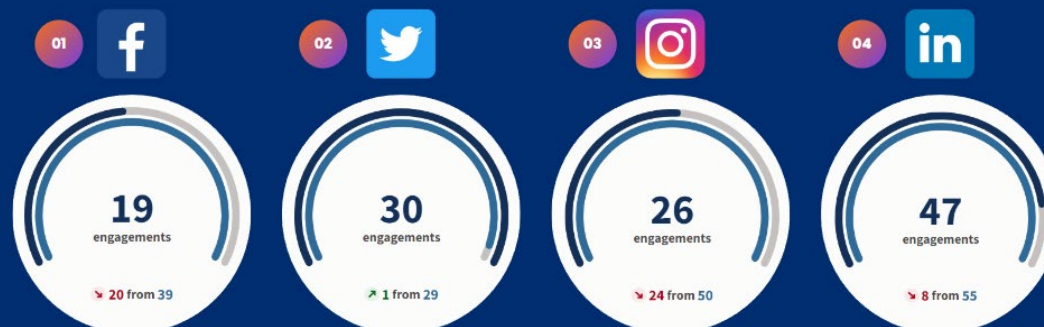 01
02
03
04
in
19
engagements
20 from 39
30
engagements
1 from 29
26
engagements
24 from 50
47
engagements
8 from 55